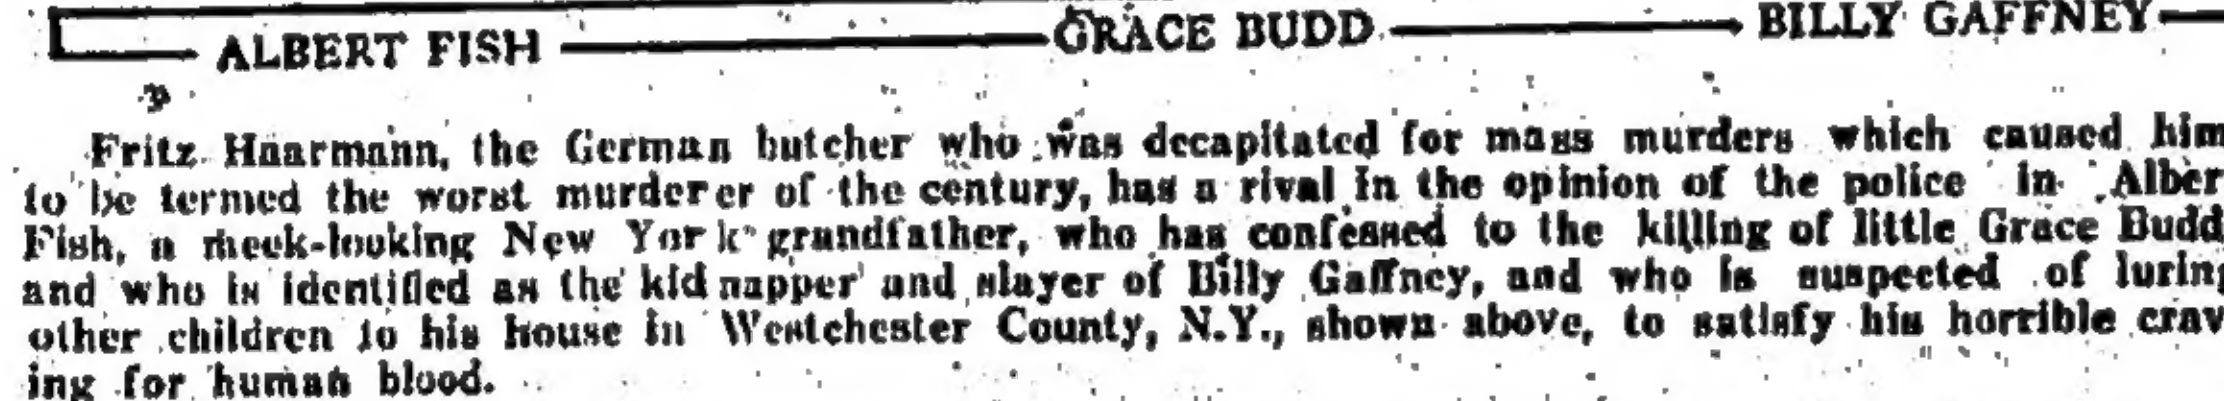 ALBERT FISH GRACE BUDD BILLY GAFFNEY
Fritz Haarmann, the German butcher who was decapitated for mass murders which caused him
to be termed the worst murderer of the century, has a rival in the opinion of the police in Alber
Fish, a meek-looking New York grandfather, who has confessed to the killing of little Grace Budd
and who is identified as the kidnapper and slayer of Billy Gaffney, and who is suspected of luring
other children to his house in Westchester County, N.Y., shown above, to satisfy his horrible crav
ing for human blood.